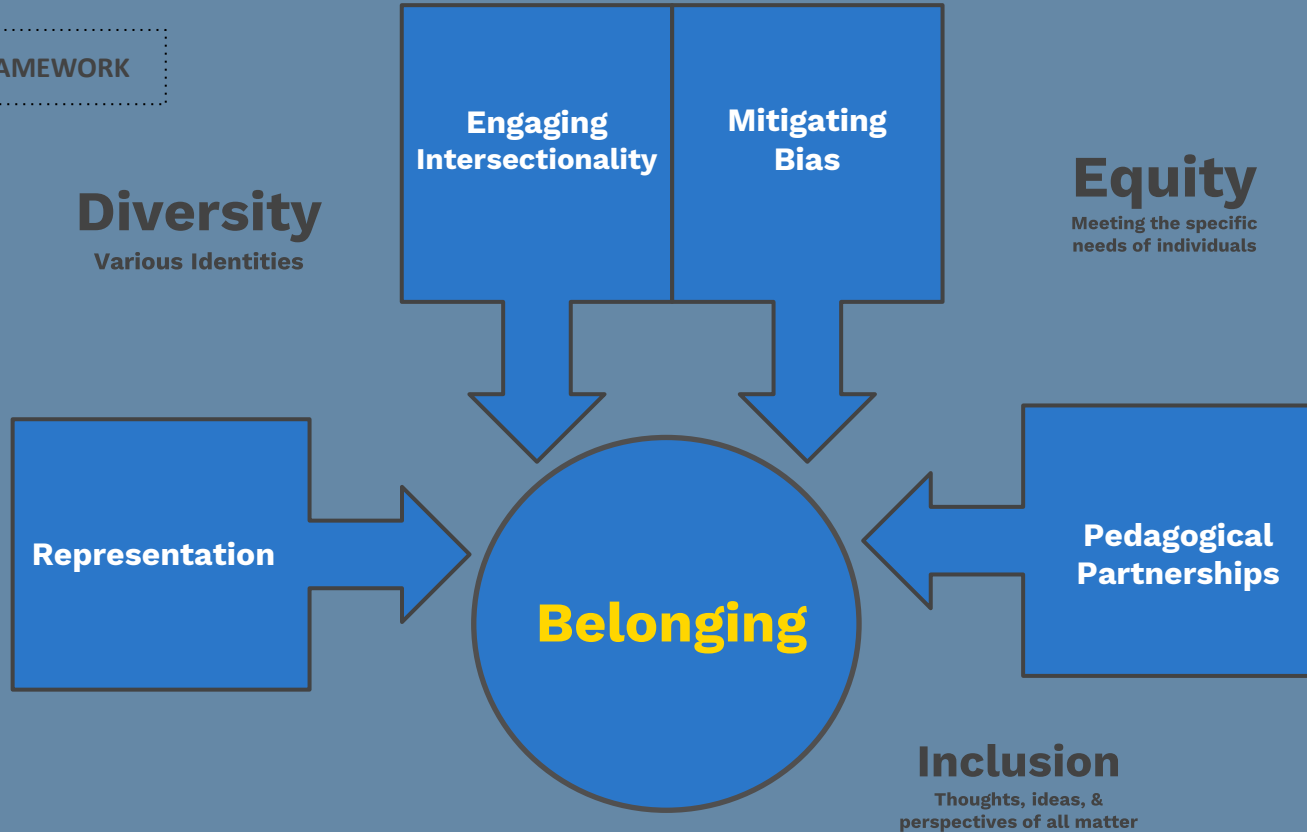 AMEWORK
Engaging
Intersectionality
Mitigating
Bias
Diversity
Various Identities
Equity
Meeting the specific
needs of individuals
Representation
Pedagogical
Partnerships
Belonging
Inclusion
Thoughts, ideas, &
perspectives of all matter